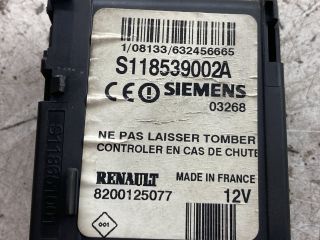 1/08133/632456665
S118539002A
CE SIEMENS
03268
NE PAS LAISSER TOMBER
CONTROLER EN CAS DE CHUTE
RENAULT MADE IN FRANCE
8200125077 12V
001